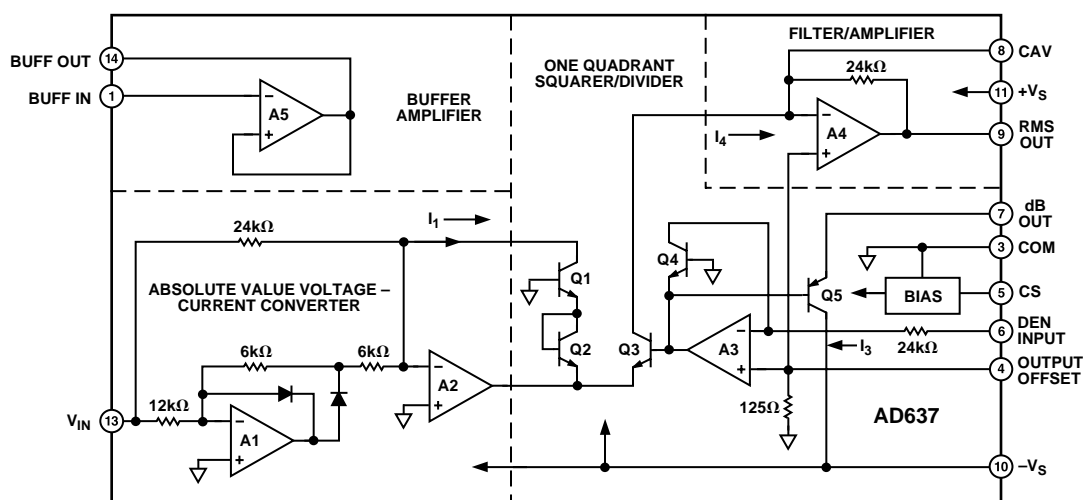 FILTER/AMPLIFIER
BUFF OUT 14
BUFF IN 1
A5
BUFFER
AMPLIFIER
ONE QUADRANT
SQUARER/DIVIDER
24kΩ
I4
A4
8 CAV
11 +VS
9 RMS
OUT
7 dB
OUT
3 COM
5 CS
6 DEN
INPUT
4 OUTPUT
OFFSET
10 –VS
24kΩ
I1
ABSOLUTE VALUE VOLTAGE –
CURRENT CONVERTER
6kΩ
6kΩ
12kΩ
VIN 13
A1
A2
Q1
Q2
Q3
Q4
A3
Q5
BIAS
I3
24kΩ
125Ω
AD637